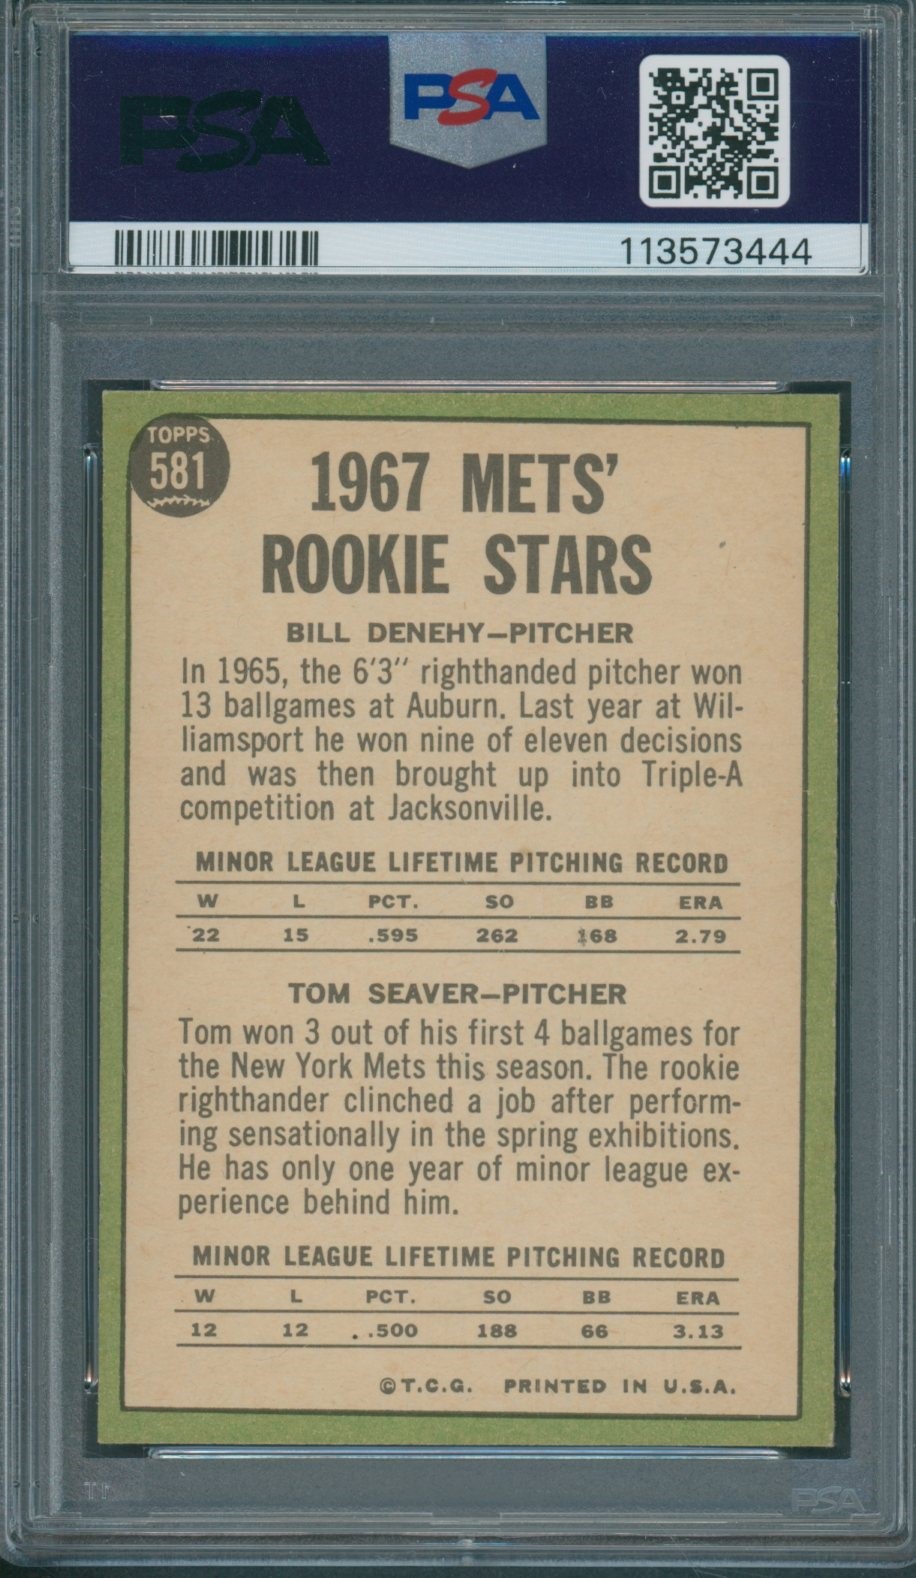 PSA
PSA
113573444
TOPPS
581
1967 METS'
ROOKIE STARS
BILL DENEHY—PITCHER
In 1965, the 6'3" righthanded pitcher won
13 ballgames at Auburn. Last year at Wil-
liamsport he won nine of eleven decisions
and was then brought up into Triple-A
competition at Jacksonville.
MINOR LEAGUE LIFETIME PITCHING RECORD
W L PCT. SO BB ERA
22 15 .595 262 168 2.79
TOM SEAVER—PITCHER
Tom won 3 out of his first 4 ballgames for
the New York Mets this season. The rookie
righthander clinched a job after perform-
ing sensationally in the spring exhibitions.
He has only one year of minor league ex-
perience behind him.
MINOR LEAGUE LIFETIME PITCHING RECORD
W L PCT. SO BB ERA
12 12 .500 188 66 3.13
©T.C.G. PRINTED IN U.S.A.
PSA